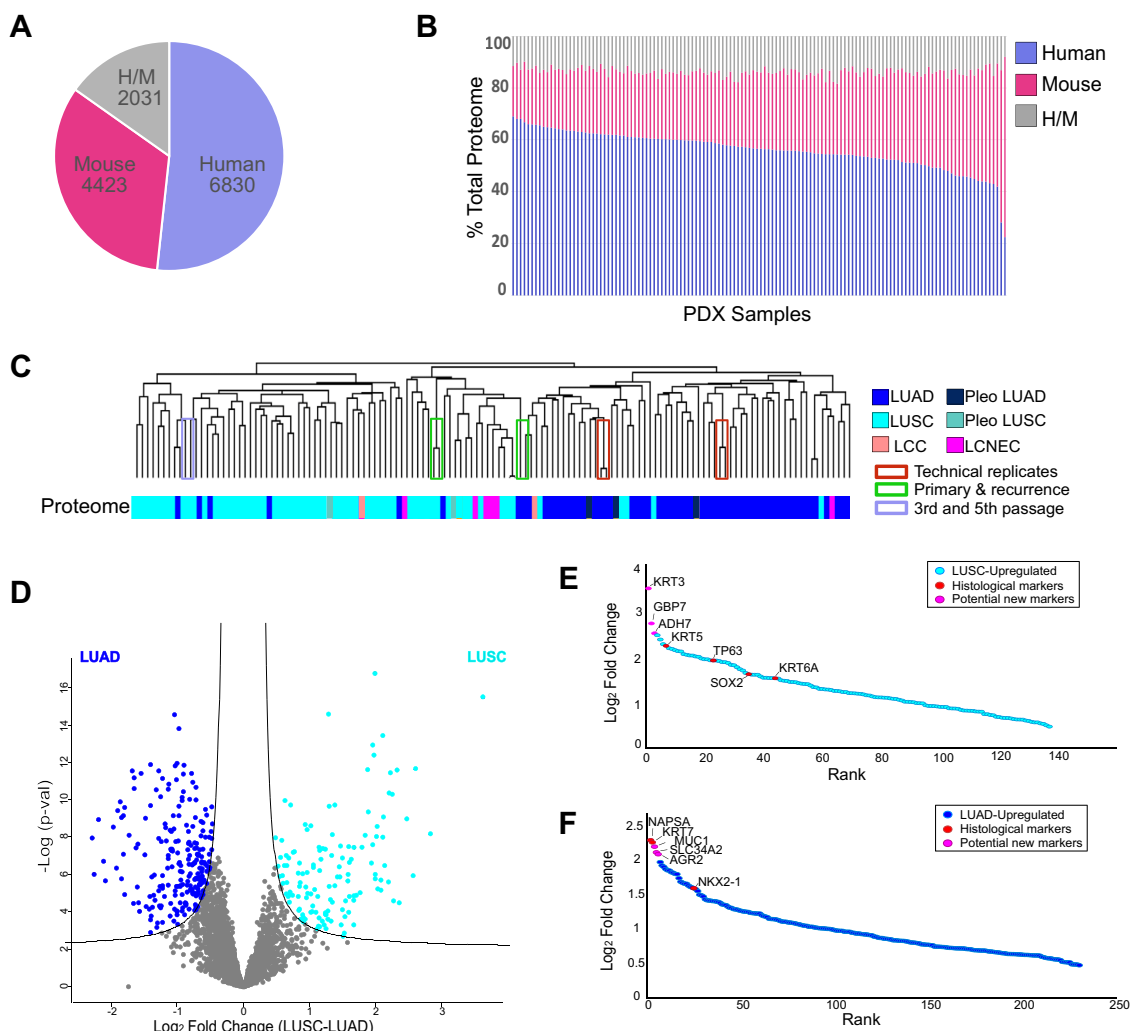 A
H/M
2031
Mouse
4423
Human
6830
B
% Total Proteome
100
80
60
40
20
0
PDX Samples
Human
Mouse
H/M
C
Proteome
LUAD
Pleo LUAD
LUSC
Pleo LUSC
LCC
LCNEC
Technical replicates
Primary & recurrence
3rd and 5th passage
D
LUAD
LUSC
-Log (p-val)
16
14
12
10
8
6
4
2
0
-2 -1 0 1 2 3
Log2 Fold Change (LUSC-LUAD)
E
Log2 Fold Change
4
3
2
1
0
KRT3
GBP7
ADH7
KRT5
TP63
SOX2
KRT6A
LUSC-Upregulated
Histological markers
Potential new markers
0 20 40 60 80 100 120 140
Rank
F
Log2 Fold Change
2.5
2
1.5
1
0.5
0
NAPSA
KRT7
MUC1
SLC34A2
AGR2
NKX2-1
LUAD-Upregulated
Histological markers
Potential new markers
0 50 100 150 200 250
Rank